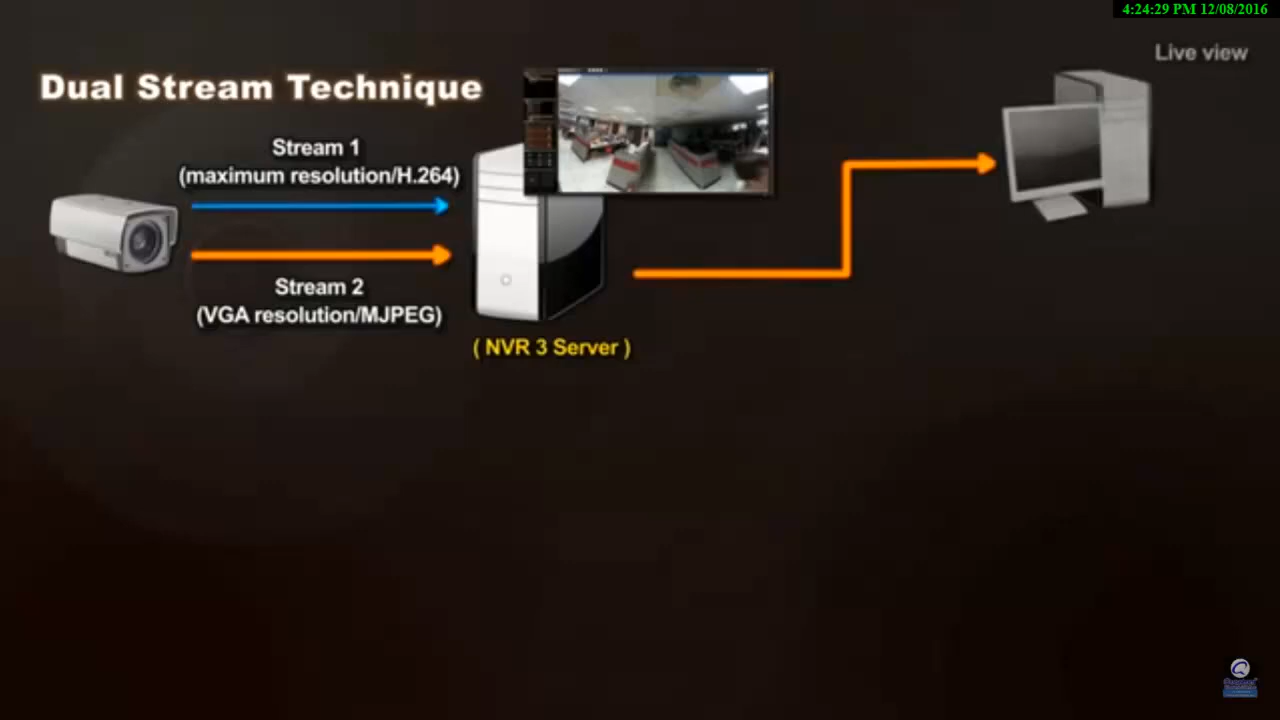 4:24:29 PM 12/08/2016
Live view
Dual Stream Technique
Stream 1
(maximum resolution/H.264)
Stream 2
(VGA resolution/MJPEG)
( NVR 3 Server )